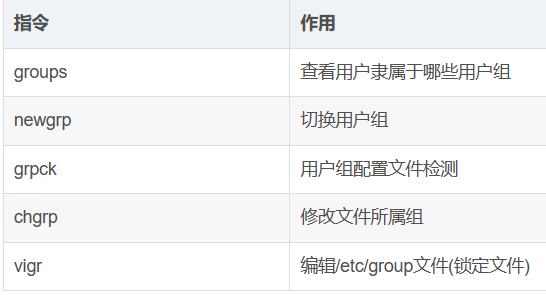 指令 作用
groups 查看用户隶属于哪些用户组
newgrp 切换用户组
grpck 用户组配置文件检测
chgrp 修改文件所属组
vigr 编辑/etc/group文件(锁定文件)